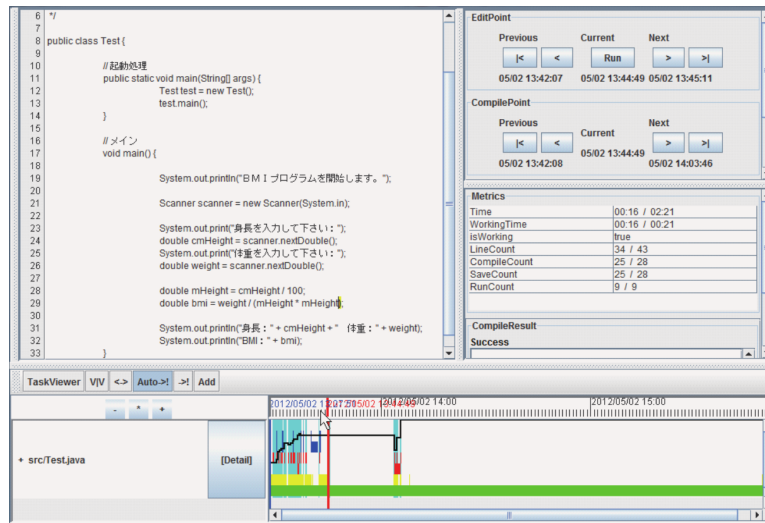 6 */
7
8 public class Test {
9
10 //起動処理
11 public static void main(String[] args) {
12 Test test = new Test();
13 test.main();
14 }
15
16 //メイン
17 void main() {
18
19 System.out.println("ＢＭＩプログラムを開始します。");
20
21 Scanner scanner = new Scanner(System.in);
22
23 System.out.print("身長を入力して下さい：");
24 double cmHeight = scanner.nextDouble();
25 System.out.print("体重を入力して下さい：");
26 double weight = scanner.nextDouble();
27
28 double mHeight = cmHeight / 100;
29 double bmi = weight / (mHeight * mHeight);
30
31 System.out.println("身長：" + cmHeight + "　体重：" + weight);
32 System.out.println("BMI：" + bmi);
33 }
EditPoint
Previous Current Next
|< < Run > >|
05/02 13:42:07 05/02 13:44:49 05/02 13:45:11
CompilePoint
Previous Current Next
|< < > >|
05/02 13:42:08 05/02 13:44:49 05/02 14:03:46
Metrics
Time 00:16 / 02:21
WorkingTime 00:16 / 02:21
isWorking true
LineCount 34 / 43
CompileCount 25 / 28
SaveCount 25 / 28
RunCount 9 / 9
CompileResult
Success
TaskViewer V|V <-> Auto->! ->! Add
- * +
2012/05/02 14:00 2012/05/02 15:00
+ src/Test.java [Detail]